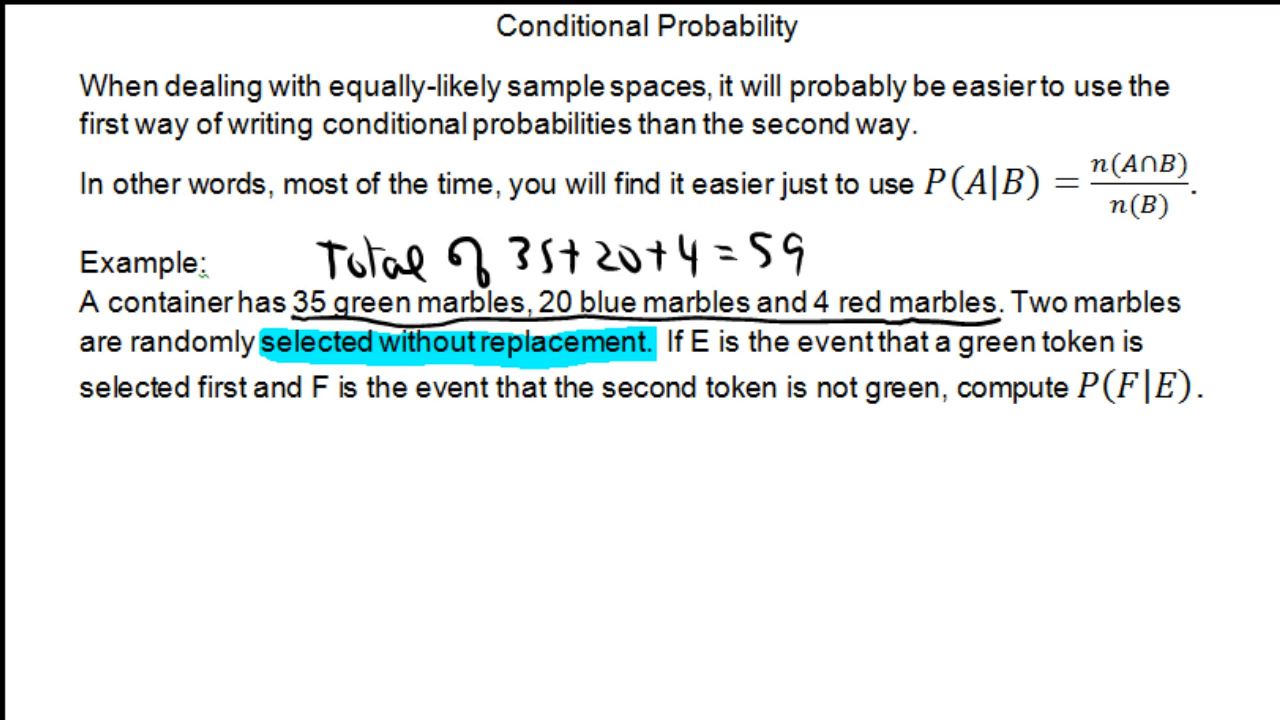 Conditional Probability
When dealing with equally-likely sample spaces, it will probably be easier to use the
first way of writing conditional probabilities than the second way.
In other words, most of the time, you will find it easier just to use P(A|B) = n(A∩B)/n(B).
Example: Total of 35+20+4=59
A container has 35 green marbles, 20 blue marbles and 4 red marbles. Two marbles
are randomly selected without replacement. If E is the event that a green token is
selected first and F is the event that the second token is not green, compute P(F|E).